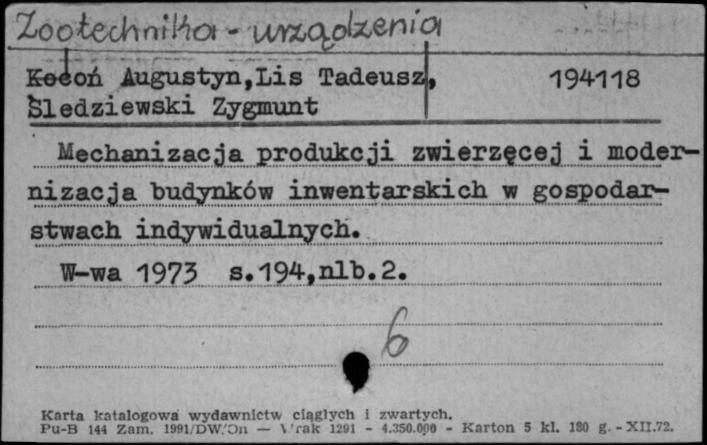 Zootechnika - urządzenia
Kocoń Augustyn,Lis Tadeusz, 194118
Śledziewski Zygmunt
Mechanizacja produkcji zwierzęcej i moder-
nizacja budynków inwentarskich w gospodar-
stwach indywidualnych.
W-wa 1973 s.194,nlb.2.
6
Karta katalogowa wydawnictw ciągłych i zwartych.
Pu-B 144 Zam. 1991/DW/On — 1291 - 4.350.000 - Karton 5 kl. 180 g. - XII.72.